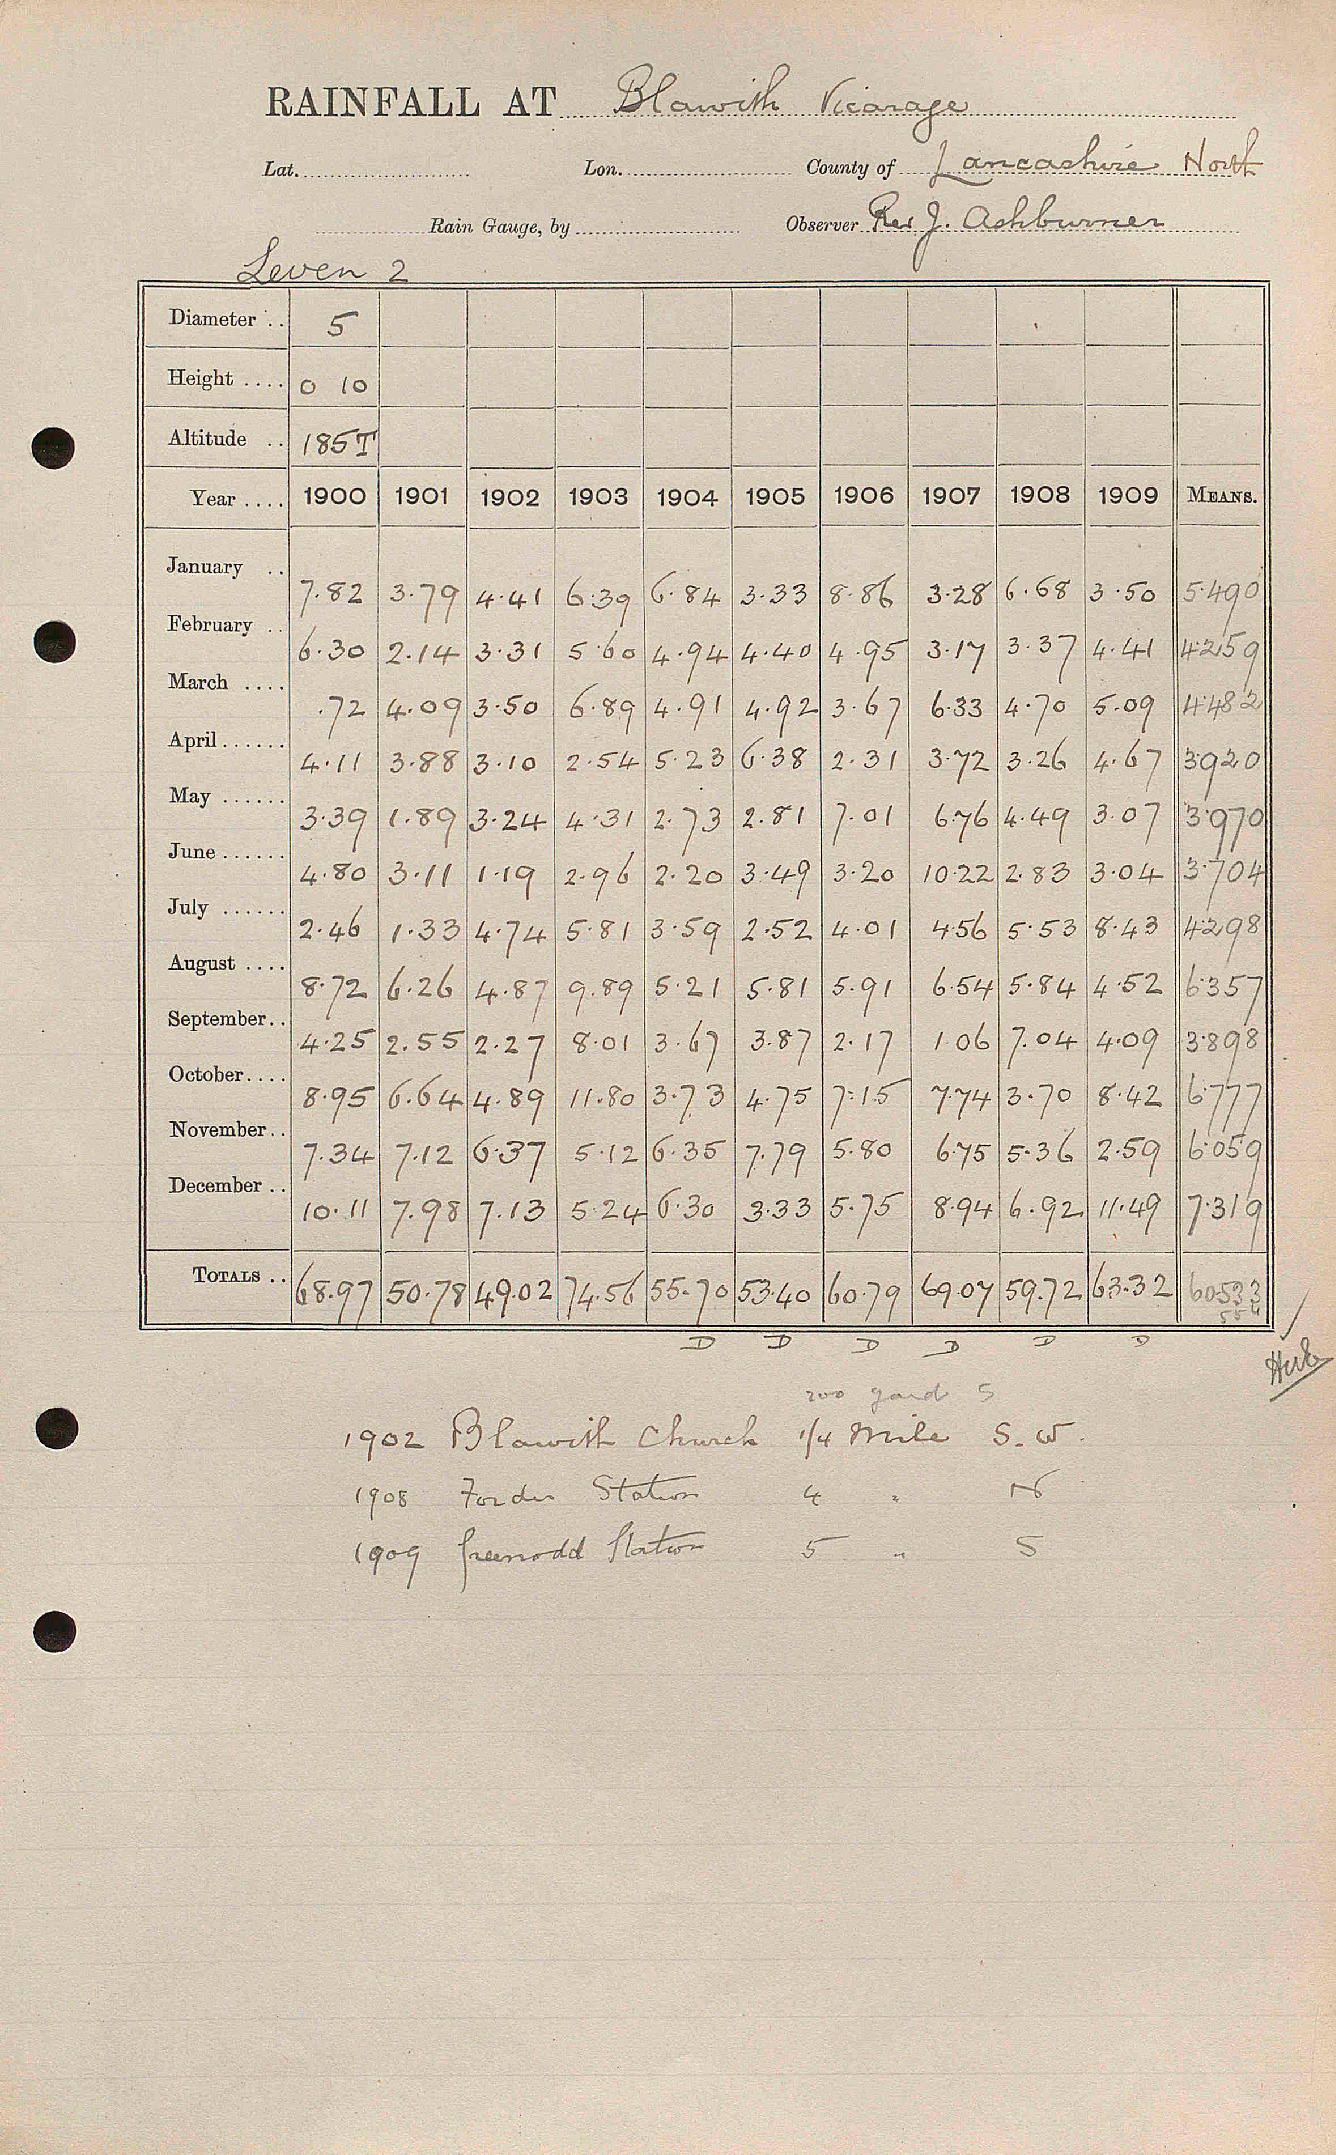 RAINFALL AT Blawith Vicarage
Lat. Lon. County of Lancashire North
Rain Gauge, by Observer Rev J. Ashburner
Leven 2
Diameter .. 5
Height .... 0 10
Altitude .. 185T
Year .... 1900 1901 1902 1903 1904 1905 1906 1907 1908 1909 MEANS.
January .. 7.82 3.79 4.41 6.39 6.84 3.33 8.86 3.28 6.68 3.50 5.490
February .. 6.30 2.14 3.31 5.60 4.94 4.40 4.95 3.17 3.37 4.41 4.259
March .... .72 4.09 3.50 6.89 4.91 4.92 3.67 6.33 4.70 5.09 4.482
April ...... 4.11 3.88 3.10 2.54 5.23 6.38 2.31 3.72 3.26 4.67 3.920
May ...... 3.39 1.89 3.24 4.31 2.73 2.81 7.01 6.76 4.49 3.07 3.970
June ...... 4.80 3.11 1.19 2.96 2.20 3.49 3.20 10.22 2.83 3.04 3.704
July ...... 2.46 1.33 4.74 5.81 3.59 2.52 4.01 4.56 5.53 8.43 4.298
August .... 8.72 6.26 4.87 9.89 5.21 5.81 5.91 6.54 5.84 4.52 6.357
September.. 4.25 2.55 2.27 8.01 3.67 3.87 2.17 1.06 7.04 4.09 3.898
October.... 8.95 6.64 4.89 11.80 3.73 4.75 7.15 7.74 3.70 8.42 6.777
November.. 7.34 7.12 6.37 5.12 6.35 7.79 5.80 6.75 5.36 2.59 6.059
December .. 10.11 7.98 7.13 5.24 6.30 3.33 5.75 8.94 6.92 11.49 7.319
TOTALS .. 68.97 50.78 49.02 74.56 55.70 53.40 60.79 69.07 59.72 63.32 60.533
D D D D D D
200 yard S
1902 Blawith Church 1/4 Mile S. W.
1908 Station 4 " N
1909 Greenodd Station 5 " S